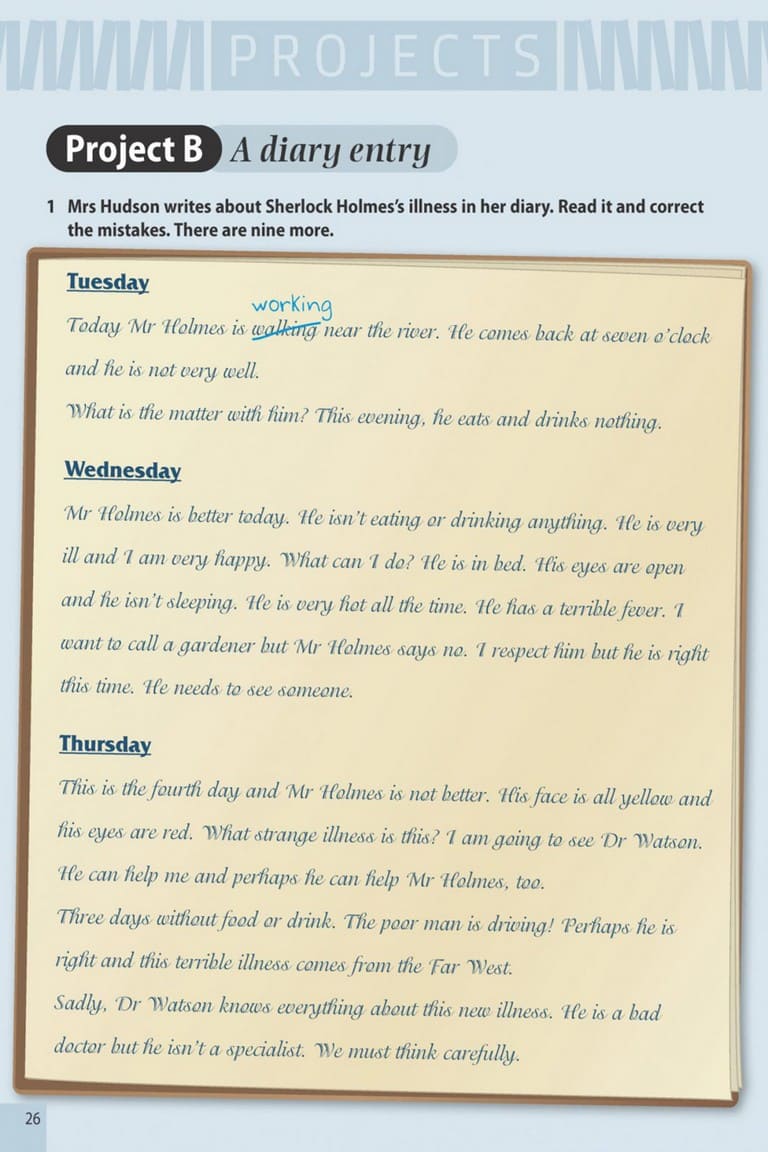 PROJECTS
Project B A diary entry
1 Mrs Hudson writes about Sherlock Holmes's illness in her diary. Read it and correct
the mistakes. There are nine more.
Tuesday
working
Today Mr Holmes is walking near the river. He comes back at seven o'clock
and he is not very well.
What is the matter with him? This evening, he eats and drinks nothing.
Wednesday
Mr Holmes is better today. He isn't eating or drinking anything. He is very
ill and I am very happy. What can I do? He is in bed. His eyes are open
and he isn't sleeping. He is very hot all the time. He has a terrible fever. I
want to call a gardener but Mr Holmes says no. I respect him but he is right
this time. He needs to see someone.
Thursday
This is the fourth day and Mr Holmes is not better. His face is all yellow and
his eyes are red. What strange illness is this? I am going to see Dr Watson.
He can help me and perhaps he can help Mr Holmes, too.
Three days without food or drink. The poor man is driving! Perhaps he is
right and this terrible illness comes from the Far West.
Sadly, Dr Watson knows everything about this new illness. He is a bad
doctor but he isn't a specialist. We must think carefully.
26